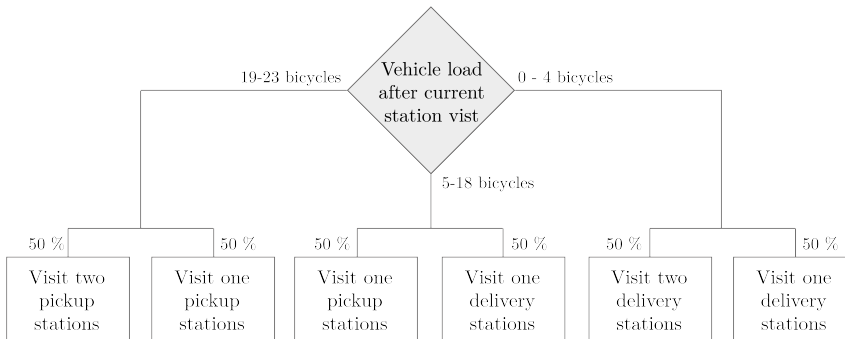 Vehicle load
after current
station vist
19-23 bicycles
0 - 4 bicycles
5-18 bicycles
50 %
50 %
50 %
50 %
50 %
50 %
Visit two
pickup
stations
Visit one
pickup
stations
Visit one
pickup
stations
Visit one
delivery
stations
Visit two
delivery
stations
Visit one
delivery
stations